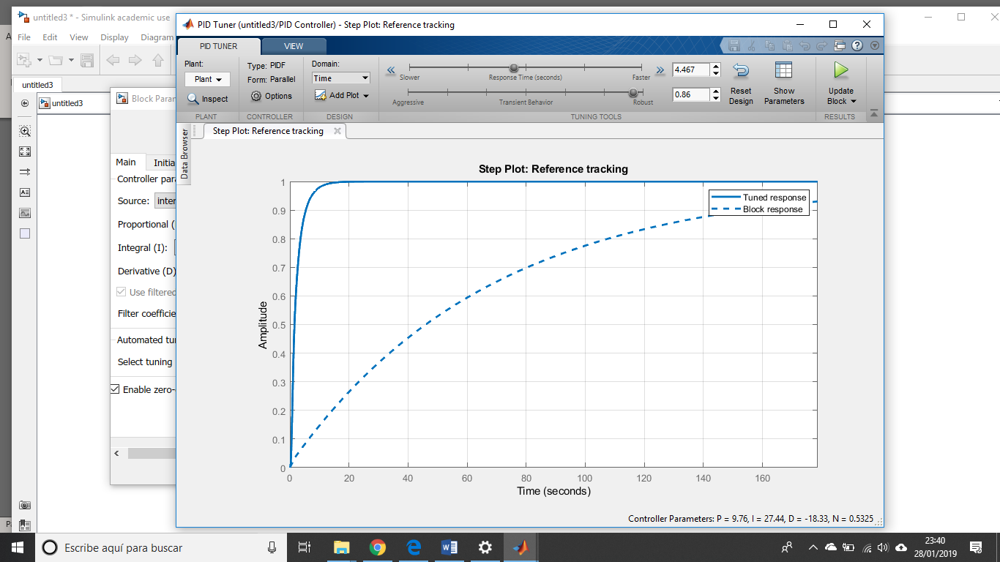 untitled3 * - Simulink academic use
File Edit View Display Diagram
untitled3
untitled3
Block Para
Main Initia
Controller para
Source: inter
Proportional (
Integral (I):
Derivative (D)
Use filtered
Filter coefficie
Automated tu
Select tuning
Enable zero-
PID Tuner (untitled3/PID Controller) - Step Plot: Reference tracking
PID TUNER VIEW
Plant: Type: PIDF Domain:
Plant Form: Parallel Time
Inspect Options Add Plot
Slower Response Time (seconds) Faster 4.467
Aggressive Transient Behavior Robust 0.86
Reset Design Show Parameters Update Block
PLANT CONTROLLER DESIGN TUNING TOOLS RESULTS
Data Browser
Step Plot: Reference tracking
Step Plot: Reference tracking
Tuned response
Block response
Amplitude
1
0.9
0.8
0.7
0.6
0.5
0.4
0.3
0.2
0.1
0
0 20 40 60 80 100 120 140 160
Time (seconds)
Controller Parameters: P = 9.76, I = 27.44, D = -18.33, N = 0.5325
Escribe aquí para buscar
23:40
28/01/2019